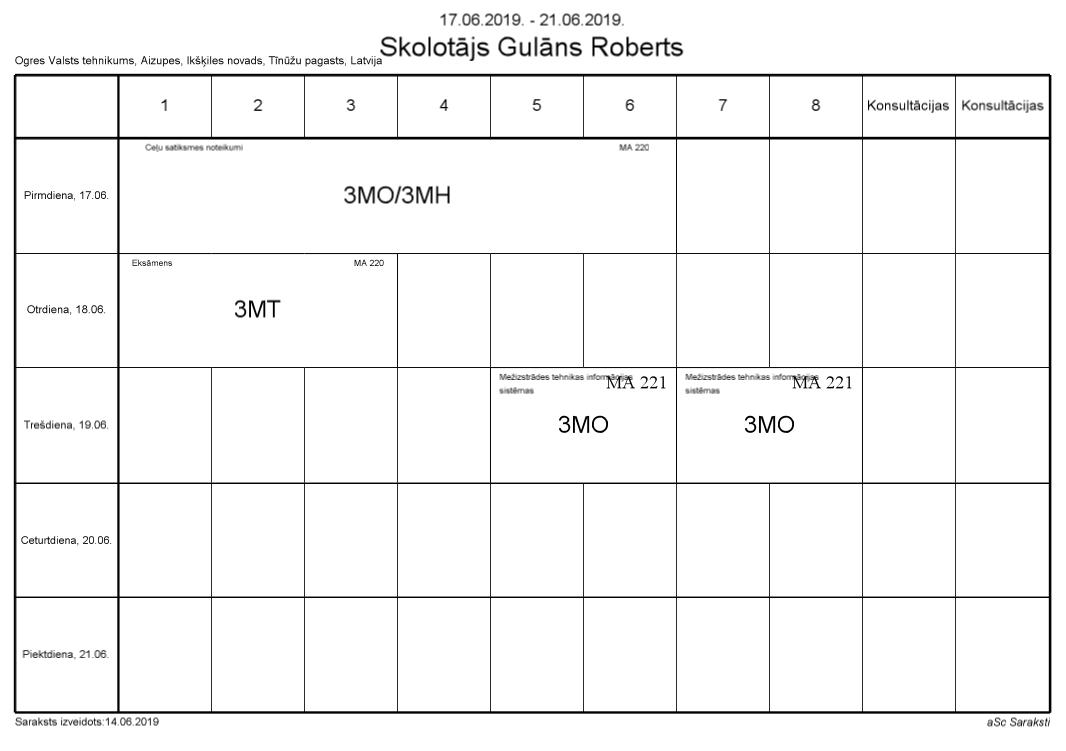 17.06.2019. - 21.06.2019.
Skolotājs Gulāns Roberts
Ogres Valsts tehnikums, Aizupes, Ikšķiles novads, Tīnūžu pagasts, Latvija
1 2 3 4 5 6 7 8 Konsultācijas Konsultācijas
Ceļu satiksmes noteikumi MA 220
Pirmdiena, 17.06. 3MO/3MH
Eksāmens MA 220
Otrdiena, 18.06. 3MT
Mežizstrādes tehnikas informācijas MA 221 Mežizstrādes tehnikas informācijas MA 221
sistēmas sistēmas
Trešdiena, 19.06. 3MO 3MO
Ceturtdiena, 20.06.
Piektdiena, 21.06.
Saraksts izveidots:14.06.2019 aSc Saraksti